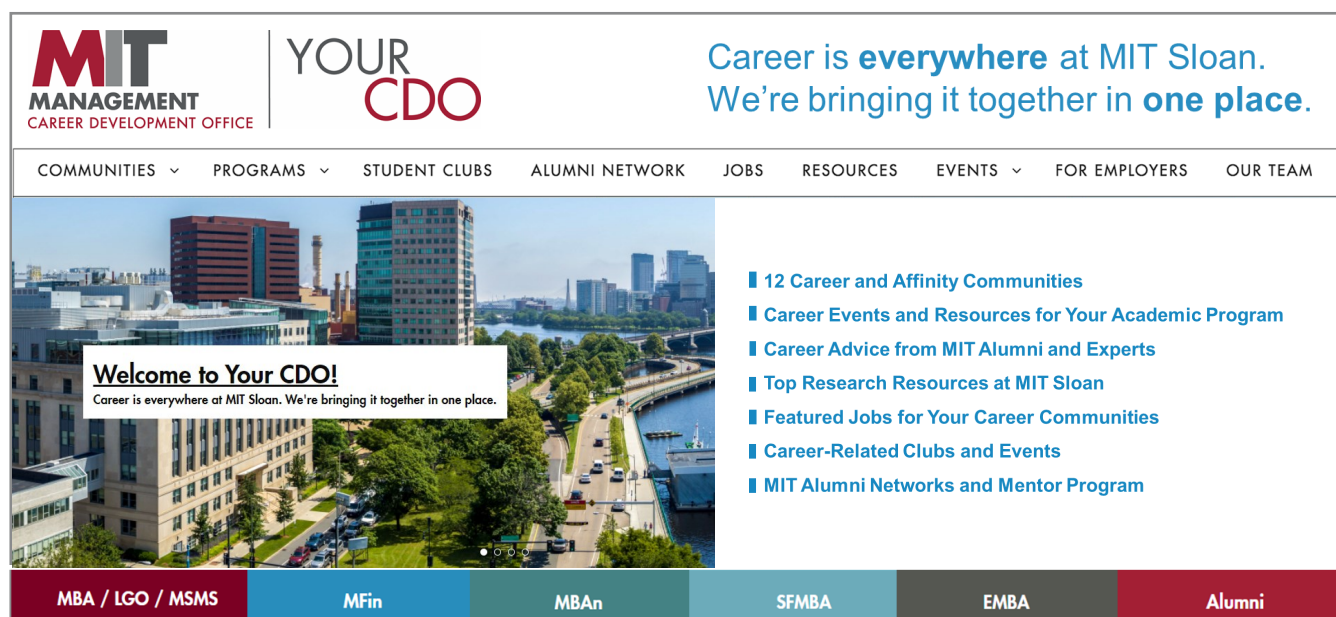 MIT
MANAGEMENT
CAREER DEVELOPMENT OFFICE
YOUR
CDO
Career is everywhere at MIT Sloan.
We're bringing it together in one place.
COMMUNITIES PROGRAMS STUDENT CLUBS ALUMNI NETWORK JOBS RESOURCES EVENTS FOR EMPLOYERS OUR TEAM
Welcome to Your CDO!
Career is everywhere at MIT Sloan. We're bringing it together in one place.
12 Career and Affinity Communities
Career Events and Resources for Your Academic Program
Career Advice from MIT Alumni and Experts
Top Research Resources at MIT Sloan
Featured Jobs for Your Career Communities
Career-Related Clubs and Events
MIT Alumni Networks and Mentor Program
MBA / LGO / MSMS MFin MBAn SFMBA EMBA Alumni